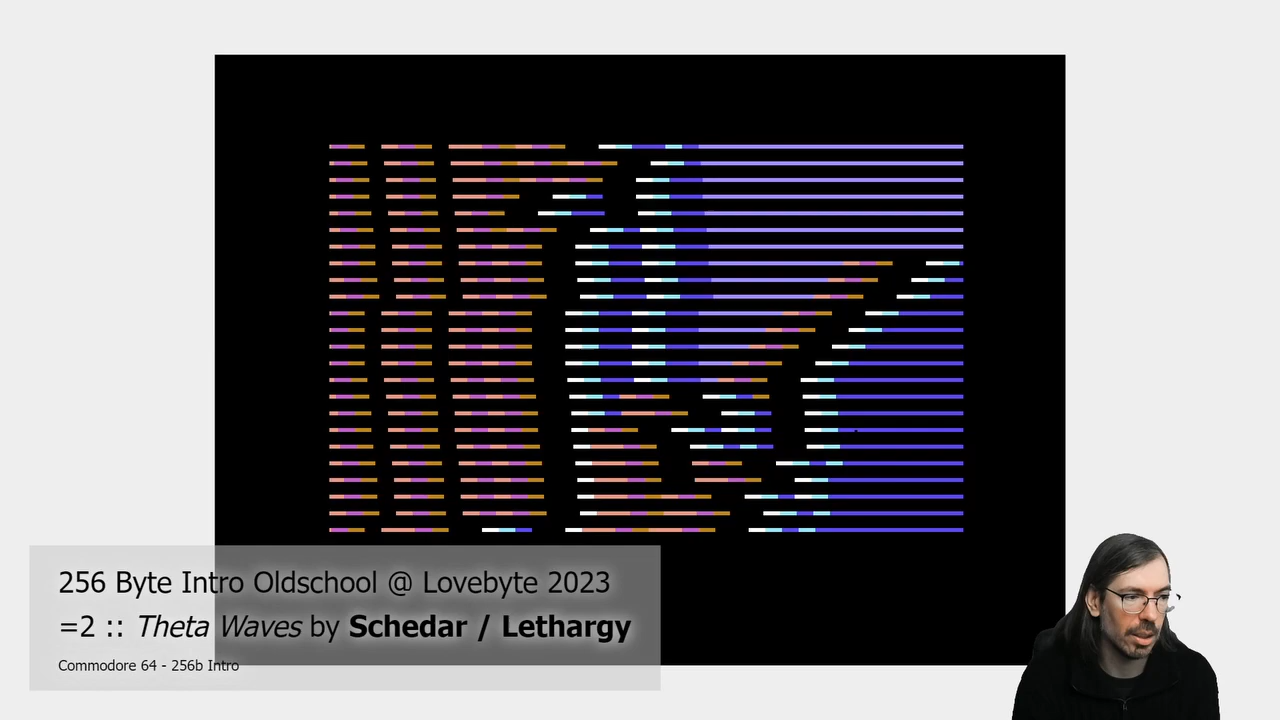 256 Byte Intro Oldschool @ Lovebyte 2023
=2 :: Theta Waves by Schedar / Lethargy
Commodore 64 - 256b Intro